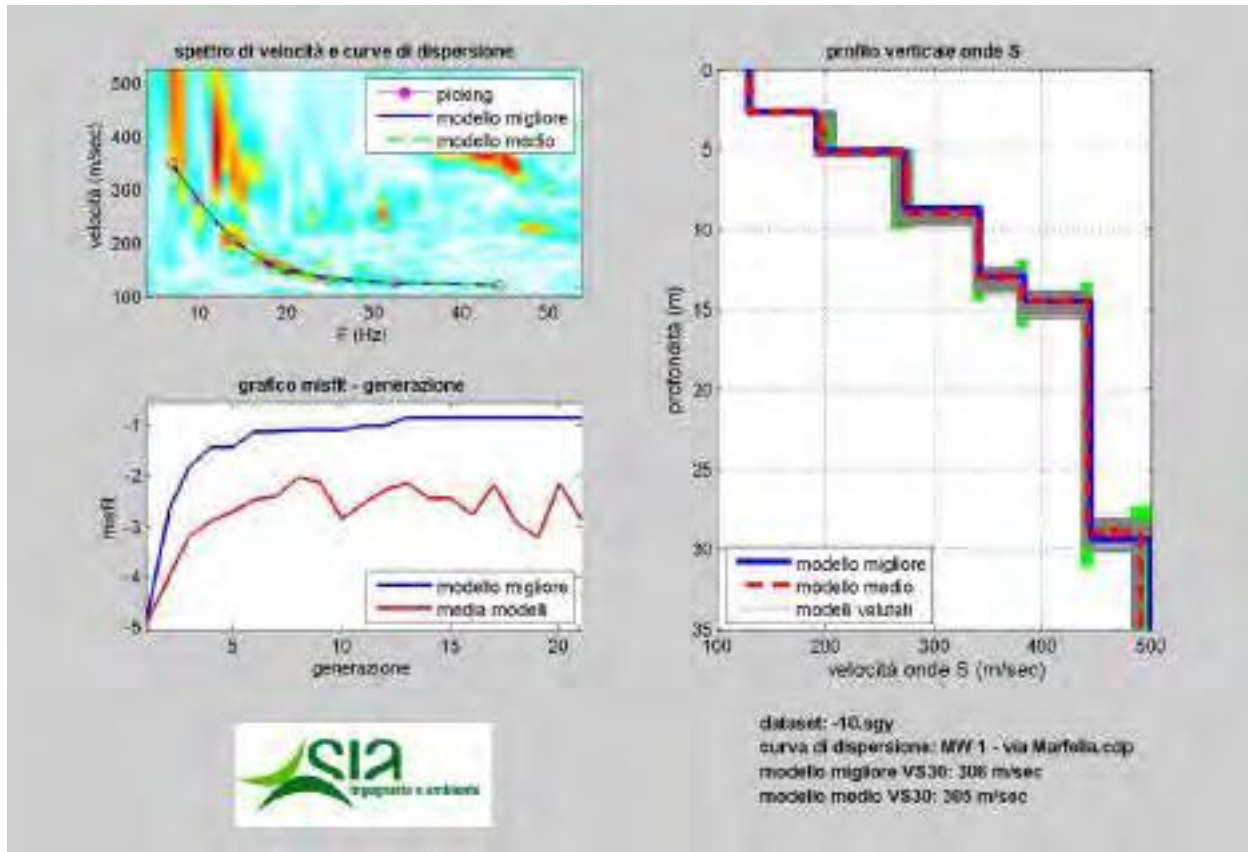 spettro di velocità e curve di dispersione
velocità (m/sec)
500
400
300
200
100
picking
modello migliore
modello medio
10
20
30
40
50
F (Hz)
grafico misfit - generazione
misfit
-1
-2
-3
-4
-5
modello migliore
media modelli
5
10
15
20
generazione
profilo verticale onde S
profondità (m)
0
5
10
15
20
25
30
35
modello migliore
modello medio
modelli valutati
100
200
300
400
500
velocità onde S (m/sec)
sia
ingegneria e ambiente
dataset: -10.sgy
curva di dispersione: MW 1 - via Marfella.cdp
modello migliore VS30: 306 m/sec
modello medio VS30: 305 m/sec